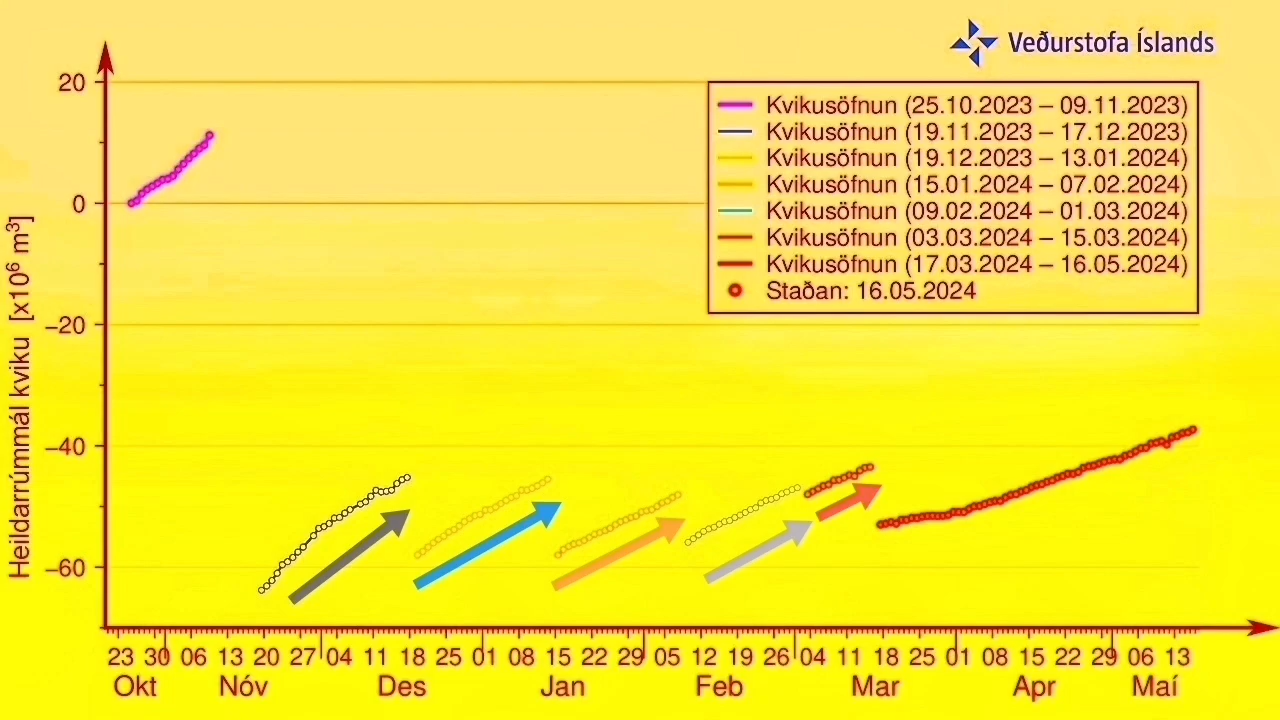 Veðurstofa Íslands
Heildarrúmmál kviku [x10⁶ m³]
20
0
−20
−40
−60
Kvikusöfnun (25.10.2023 – 09.11.2023)
Kvikusöfnun (19.11.2023 – 17.12.2023)
Kvikusöfnun (19.12.2023 – 13.01.2024)
Kvikusöfnun (15.01.2024 – 07.02.2024)
Kvikusöfnun (09.02.2024 – 01.03.2024)
Kvikusöfnun (03.03.2024 – 15.03.2024)
Kvikusöfnun (17.03.2024 – 16.05.2024)
Staðan: 16.05.2024
23 30 06 13 20 27 04 11 18 25 01 08 15 22 29 05 12 19 26 04 11 18 25 01 08 15 22 29 06 13
Okt Nóv Des Jan Feb Mar Apr Maí